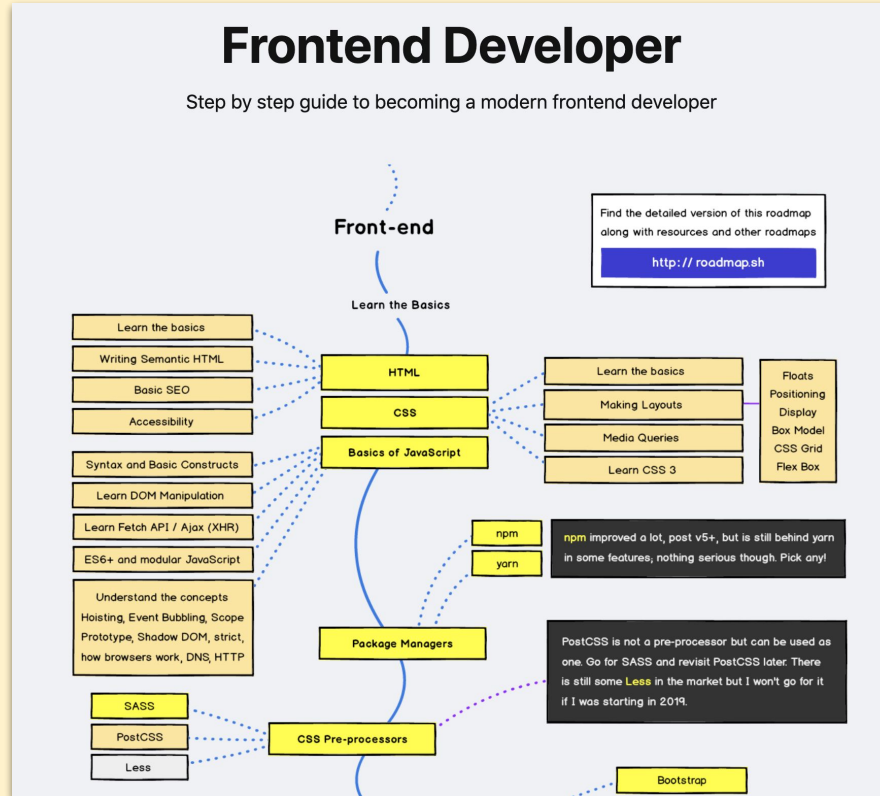 Frontend Developer
Step by step guide to becoming a modern frontend developer
Front-end
Find the detailed version of this roadmap
along with resources and other roadmaps
http:// roadmap.sh
Learn the Basics
Learn the basics
Writing Semantic HTML
Basic SEO
Accessibility
HTML
CSS
Basics of JavaScript
Learn the basics
Making Layouts
Media Queries
Learn CSS 3
Floats
Positioning
Display
Box Model
CSS Grid
Flex Box
Syntax and Basic Constructs
Learn DOM Manipulation
Learn Fetch API / Ajax (XHR)
ES6+ and modular JavaScript
Understand the concepts
Hoisting, Event Bubbling, Scope
Prototype, Shadow DOM, strict,
how browsers work, DNS, HTTP
npm
yarn
npm improved a lot, post v5+, but is still behind yarn
in some features; nothing serious though. Pick any!
Package Managers
PostCSS is not a pre-processor but can be used as
one. Go for SASS and revisit PostCSS later. There
is still some Less in the market but I won't go for it
if I was starting in 2019.
SASS
PostCSS
Less
CSS Pre-processors
Bootstrap